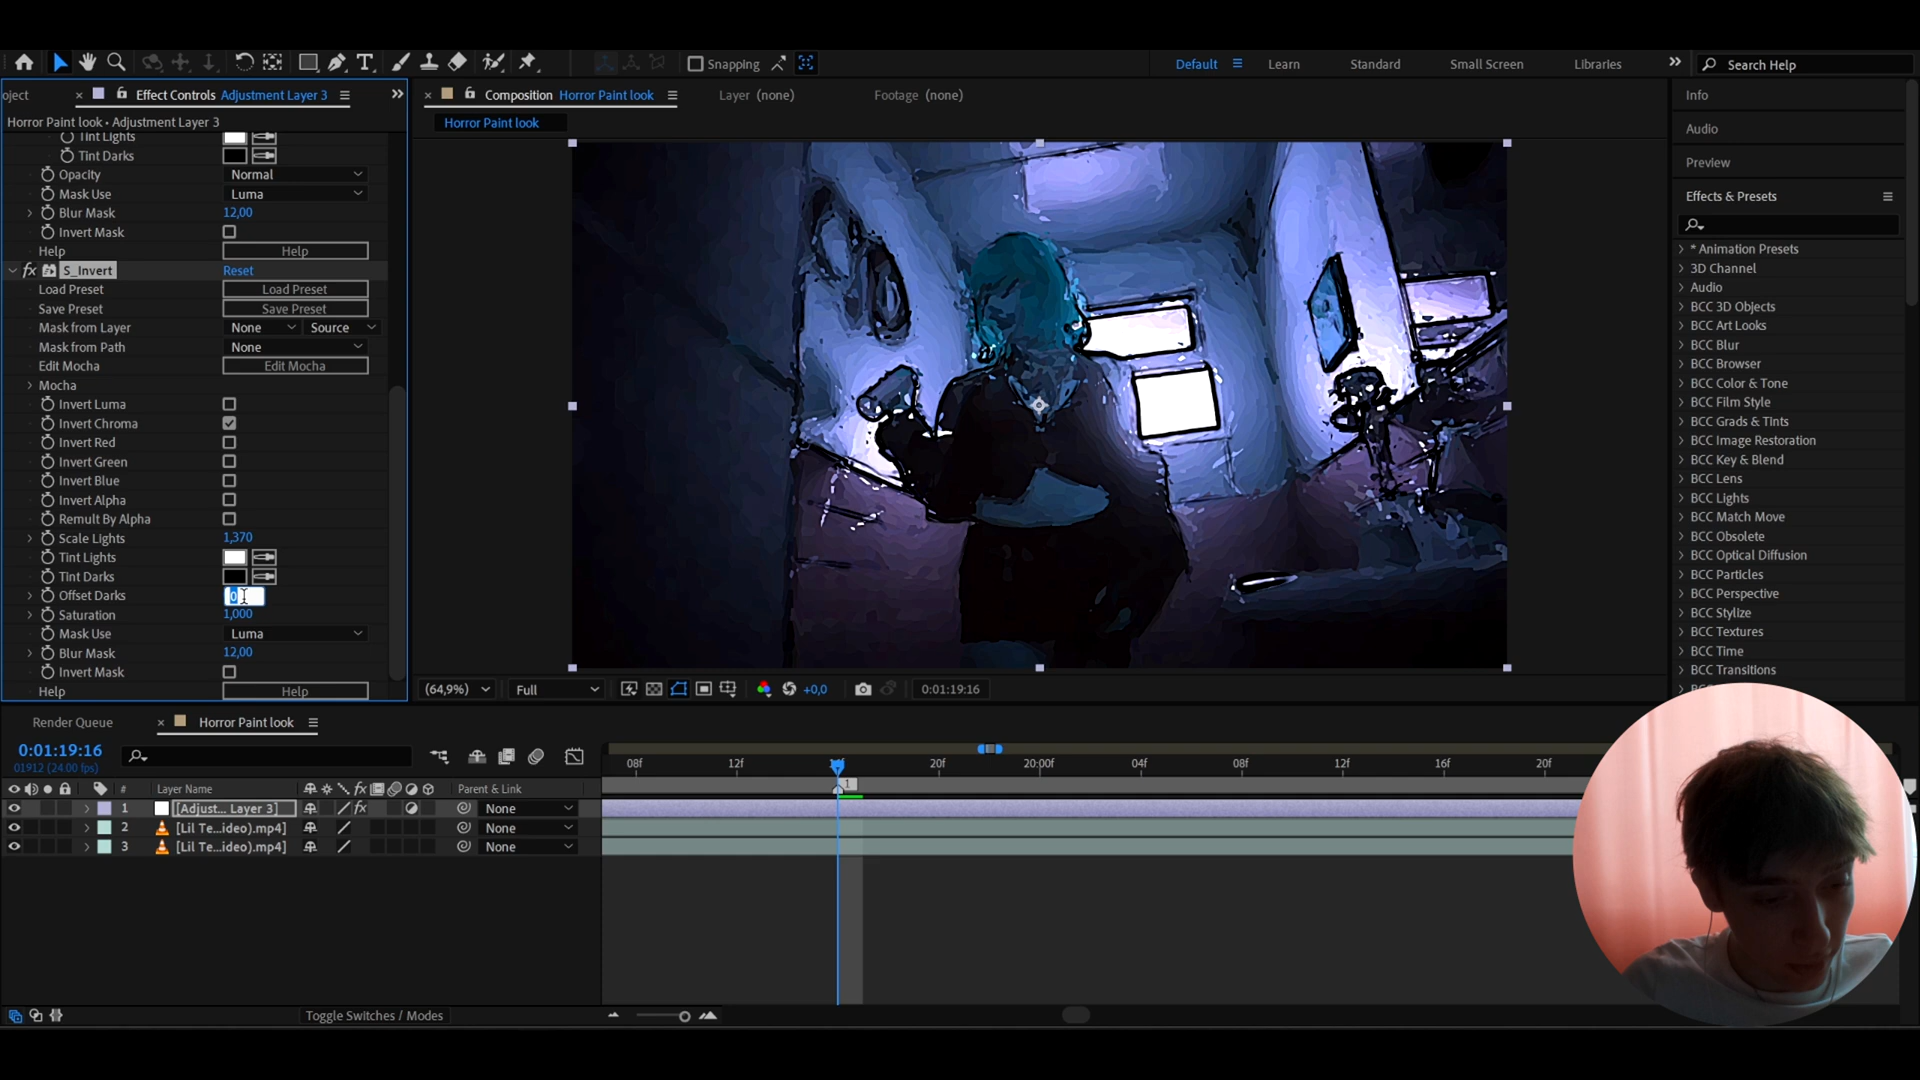 Snapping
Default
Learn
Standard
Small Screen
Libraries
Search Help
oject
Effect Controls Adjustment Layer 3
Composition Horror Paint look
Layer (none)
Footage (none)
Info
Horror Paint look • Adjustment Layer 3
Horror Paint look
Audio
Preview
Effects & Presets
Tint Lights
Tint Darks
Opacity Normal
Mask Use Luma
Blur Mask 12,00
Invert Mask
Help Help
fx S_Invert Reset
Load Preset Load Preset
Save Preset Save Preset
Mask from Layer None Source
Mask from Path None
Edit Mocha Edit Mocha
Mocha
Invert Luma
Invert Chroma
Invert Red
Invert Green
Invert Blue
Invert Alpha
Remult By Alpha
Scale Lights 1,370
Tint Lights
Tint Darks
Offset Darks 0
Saturation 1,000
Mask Use Luma
Blur Mask 12,00
Invert Mask
Help Help
* Animation Presets
3D Channel
Audio
BCC 3D Objects
BCC Art Looks
BCC Blur
BCC Browser
BCC Color & Tone
BCC Film Style
BCC Grads & Tints
BCC Image Restoration
BCC Key & Blend
BCC Lens
BCC Lights
BCC Match Move
BCC Obsolete
BCC Optical Diffusion
BCC Particles
BCC Perspective
BCC Stylize
BCC Textures
BCC Time
BCC Transitions
(64,9%) Full +0,0 0:01:19:16
Render Queue
Horror Paint look
0:01:19:16
01912 (24.00 fps)
08f 12f 20f 20:00f 04f 08f 12f 16f 20f
# Layer Name fx Parent & Link
1
1 [Adjust... Layer 3] fx None
2 [Lil Te...ideo).mp4] None
3 [Lil Te...ideo).mp4] None
Toggle Switches / Modes